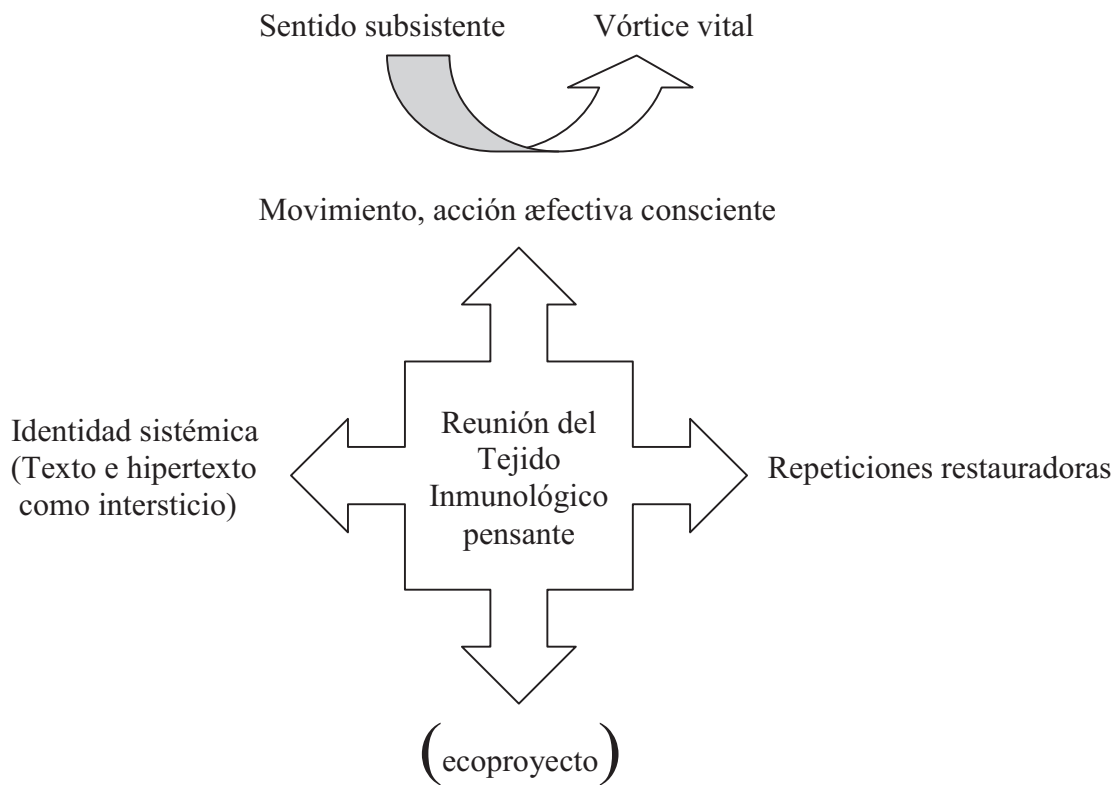 Sentido subsistente Vórtice vital
Movimiento, acción æfectiva consciente
Identidad sistémica
(Texto e hipertexto
como intersticio)
Reunión del
Tejido
Inmunológico
pensante
Repeticiones restauradoras
(ecoproyecto)